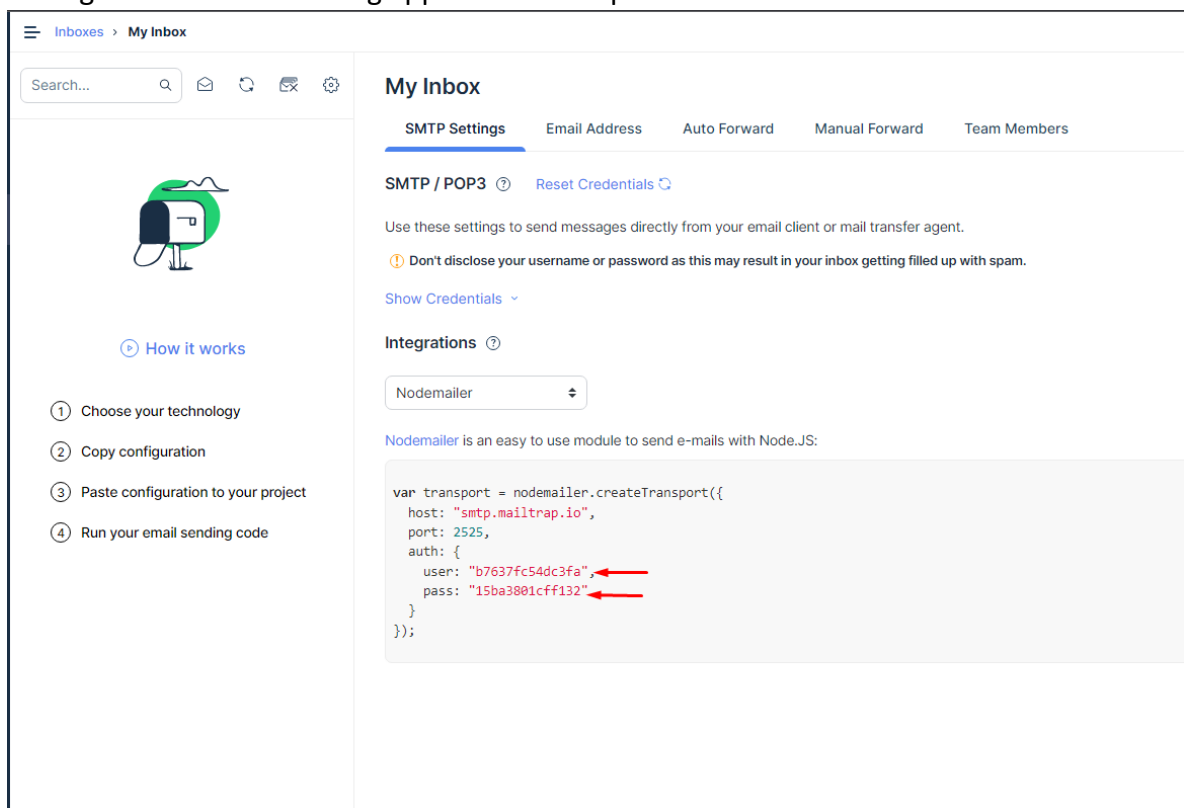 Inboxes › My Inbox
Search...
How it works
1 Choose your technology
2 Copy configuration
3 Paste configuration to your project
4 Run your email sending code
My Inbox
SMTP Settings Email Address Auto Forward Manual Forward Team Members
SMTP / POP3 ? Reset Credentials
Use these settings to send messages directly from your email client or mail transfer agent.
! Don't disclose your username or password as this may result in your inbox getting filled up with spam.
Show Credentials
Integrations ?
Nodemailer
Nodemailer is an easy to use module to send e-mails with Node.JS:
var transport = nodemailer.createTransport({
host: "smtp.mailtrap.io",
port: 2525,
auth: {
user: "b7637fc54dc3fa",
pass: "15ba3801cff132"
}
});